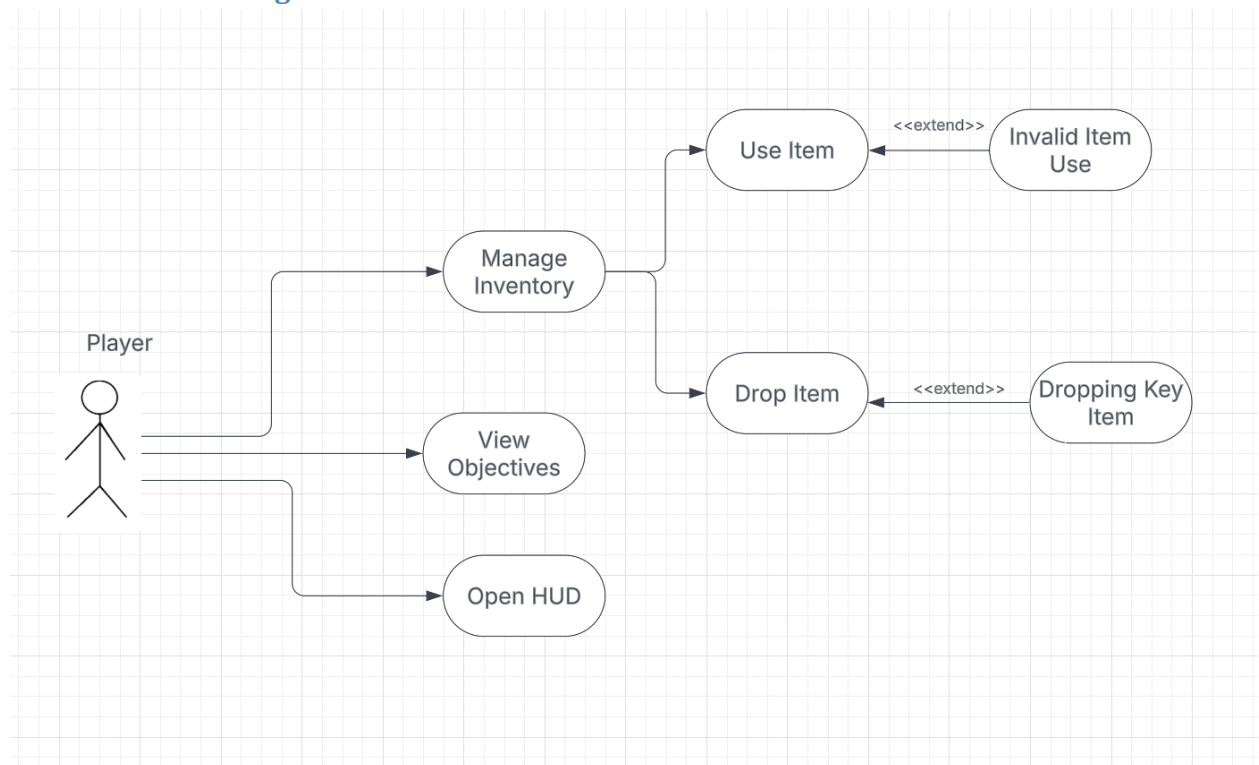 <<extend>>
Invalid Item
Use
Use Item
Manage
Inventory
Player
Drop Item
<<extend>>
Dropping Key
Item
View
Objectives
Open HUD